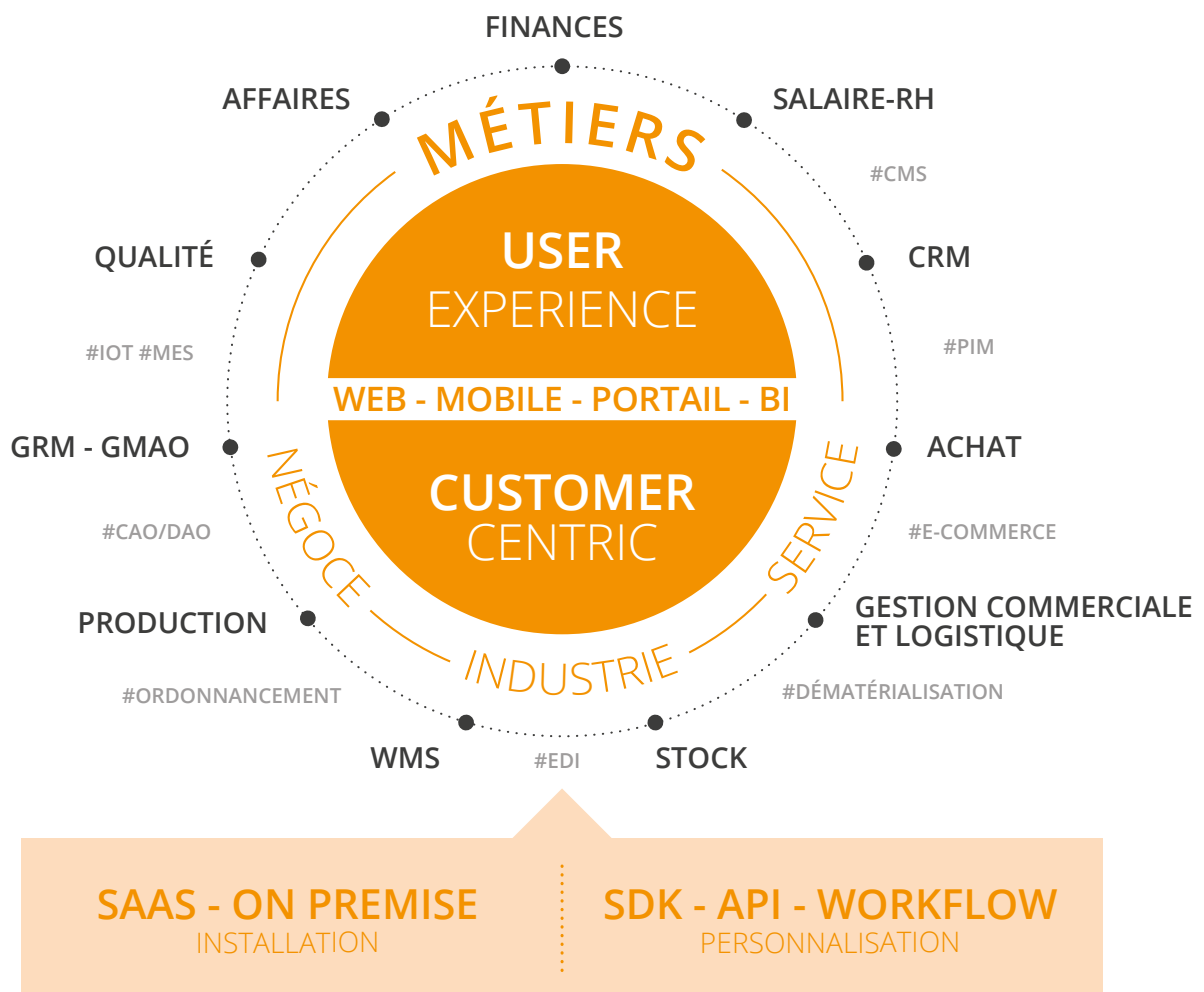 FINANCES
AFFAIRES
SALAIRE-RH
MÉTIERS
#CMS
USER
EXPERIENCE
QUALITÉ
CRM
#IOT #MES
#PIM
WEB - MOBILE - PORTAIL - BI
GRM - GMAO
ACHAT
NÉGOCE
SERVICE
CUSTOMER
CENTRIC
#CAO/DAO
#E-COMMERCE
PRODUCTION
GESTION COMMERCIALE
ET LOGISTIQUE
INDUSTRIE
#ORDONNANCEMENT
#DÉMATÉRIALISATION
WMS
#EDI
STOCK
SAAS - ON PREMISE
INSTALLATION
SDK - API - WORKFLOW
PERSONNALISATION